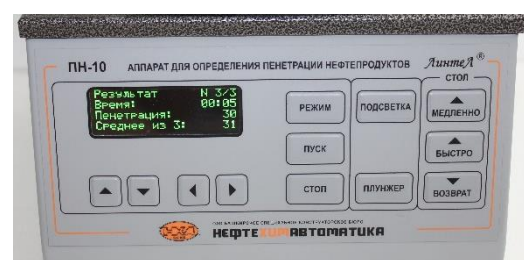 ПН-10 АППАРАТ ДЛЯ ОПРЕДЕЛЕНИЯ ПЕНЕТРАЦИИ НЕФТЕПРОДУКТОВ ЛинтеЛ®
СТОЛ
Результат N 3/3
Время: 00:05
Пенетрация: 30
Среднее из 3: 31
РЕЖИМ ПОДСВЕТКА МЕДЛЕННО
ПУСК БЫСТРО
СТОП ПЛУНЖЕР ВОЗВРАТ
НЕФТЕХИМАВТОМАТИКА